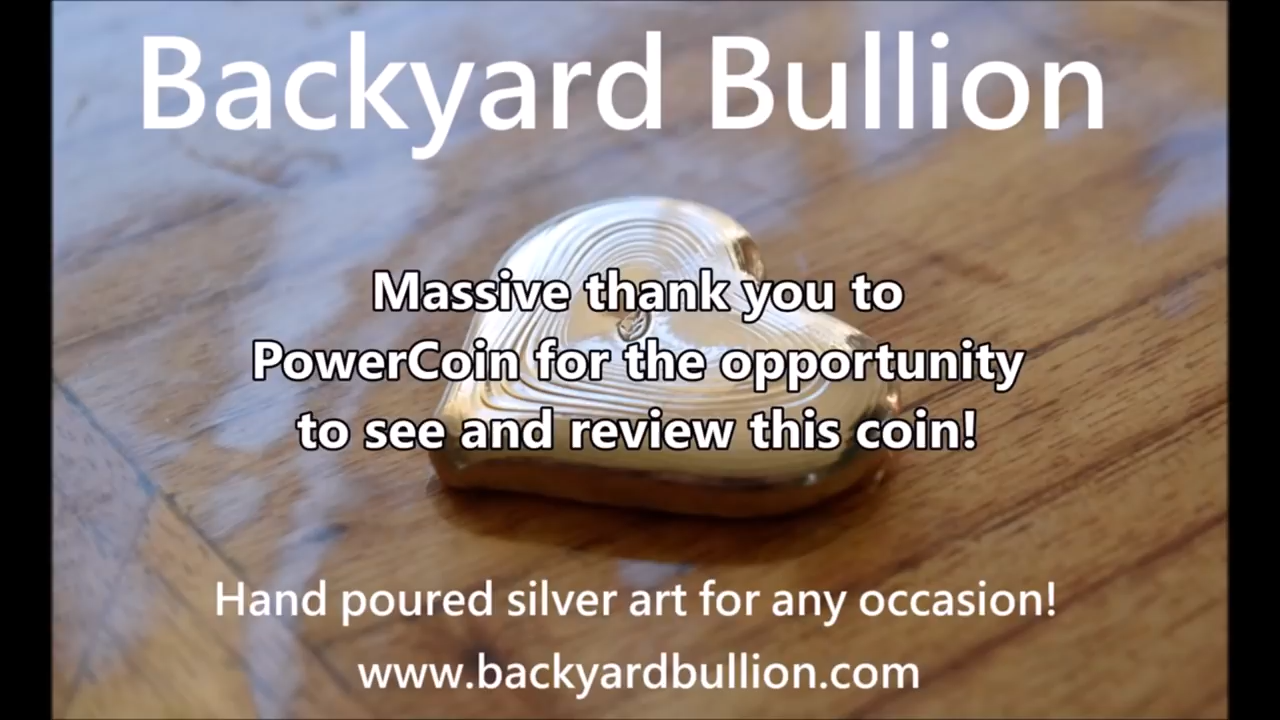 Backyard Bullion
Massive thank you to
PowerCoin for the opportunity
to see and review this coin!
Hand poured silver art for any occasion!
www.backyardbullion.com